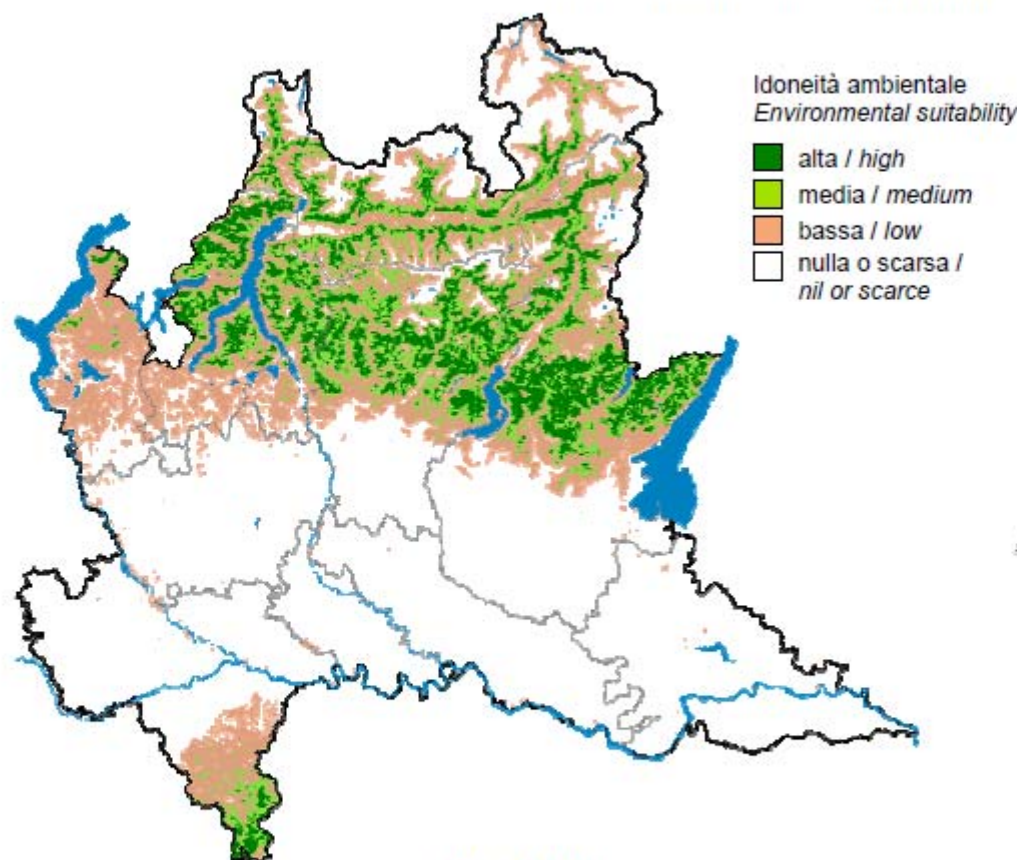 Idoneità ambientale
Environmental suitability
alta / high
media / medium
bassa / low
nulla o scarsa /
nil or scarce